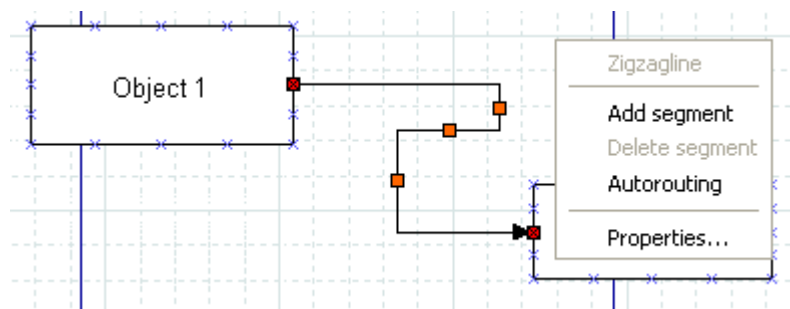 Object 1
Zigzagline
Add segment
Delete segment
Autorouting
Properties...